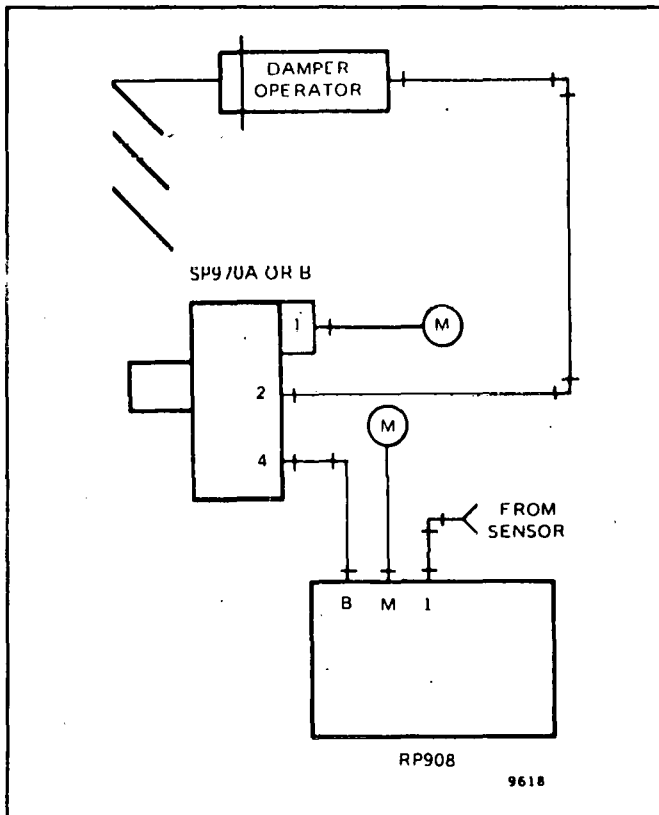 DAMPER
OPERATOR
SP970A OR B
1
M
2
M
4
FROM
SENSOR
B M 1
RP908
9618